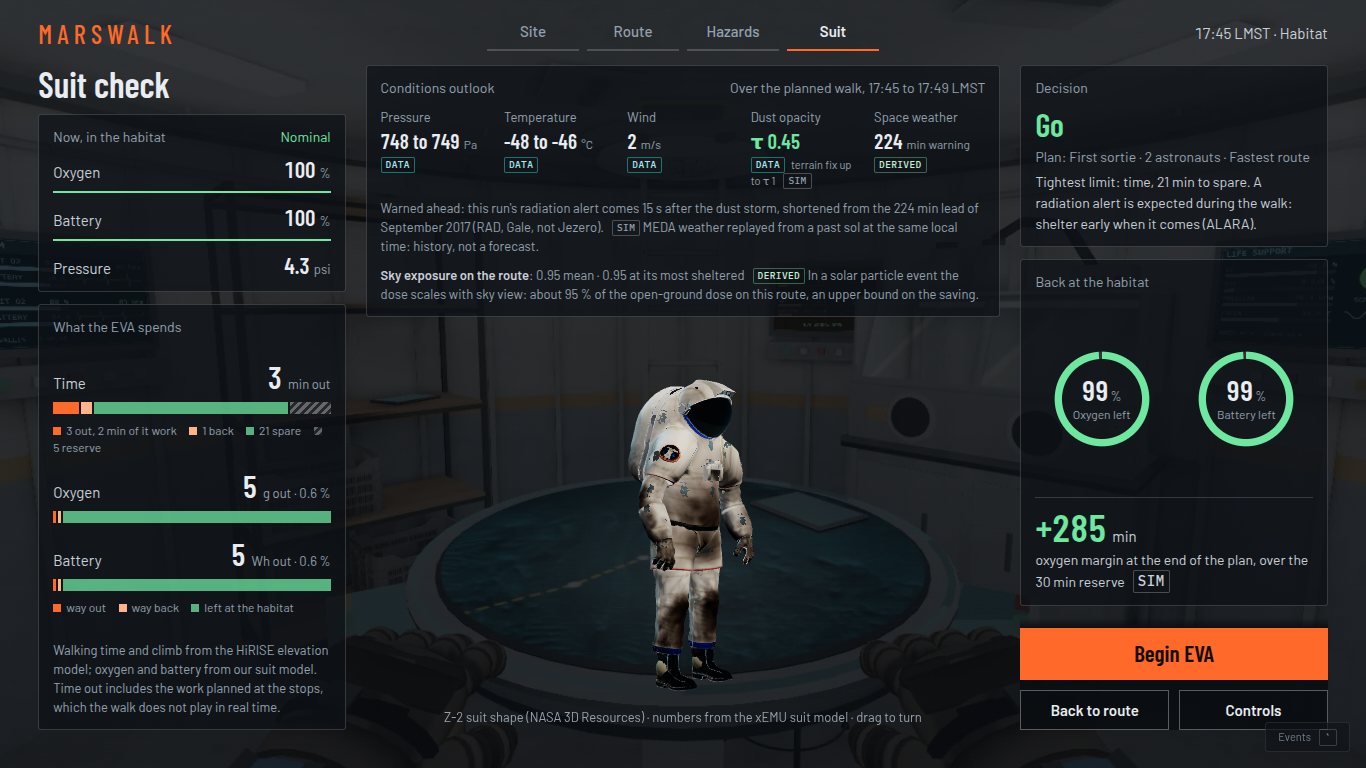 MARSWALK
Site
Route
Hazards
Suit
17:45 LMST · Habitat
Suit check
Now, in the habitat
Nominal
Oxygen
100 %
Battery
100 %
Pressure
4.3 psi
What the EVA spends
Time
3 min out
3 out, 2 min of it work
1 back
21 spare
5 reserve
Oxygen
5 g out · 0.6 %
Battery
5 Wh out · 0.6 %
way out
way back
left at the habitat
Walking time and climb from the HiRISE elevation
model; oxygen and battery from our suit model.
Time out includes the work planned at the stops,
which the walk does not play in real time.
Conditions outlook
Over the planned walk, 17:45 to 17:49 LMST
Pressure
748 to 749 Pa
DATA
Temperature
-48 to -46 °C
DATA
Wind
2 m/s
DATA
Dust opacity
τ 0.45
DATA terrain fix up
to τ 1 SIM
Space weather
224 min warning
DERIVED
Warned ahead: this run's radiation alert comes 15 s after the dust storm, shortened from the 224 min lead of
September 2017 (RAD, Gale, not Jezero). SIM MEDA weather replayed from a past sol at the same local
time: history, not a forecast.
Sky exposure on the route: 0.95 mean · 0.95 at its most sheltered DERIVED In a solar particle event the
dose scales with sky view: about 95 % of the open-ground dose on this route, an upper bound on the saving.
Z-2 suit shape (NASA 3D Resources) · numbers from the xEMU suit model · drag to turn
Decision
Go
Plan: First sortie · 2 astronauts · Fastest route
Tightest limit: time, 21 min to spare. A
radiation alert is expected during the walk:
shelter early when it comes (ALARA).
LIFE SUPPORT
Back at the habitat
99 %
Oxygen left
99 %
Battery left
+285 min
oxygen margin at the end of the plan, over the
30 min reserve SIM
Begin EVA
Back to route
Controls
Events `